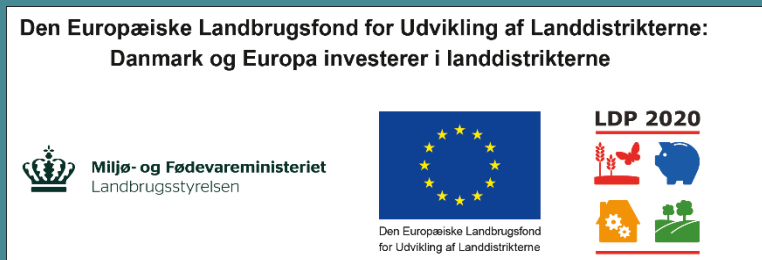 Den Europæiske Landbrugsfond for Udvikling af Landdistrikterne:
Danmark og Europa investerer i landdistrikterne
LDP 2020
Miljø- og Fødevareministeriet
Landbrugsstyrelsen
Den Europæiske Landbrugsfond
for Udvikling af Landdistrikterne